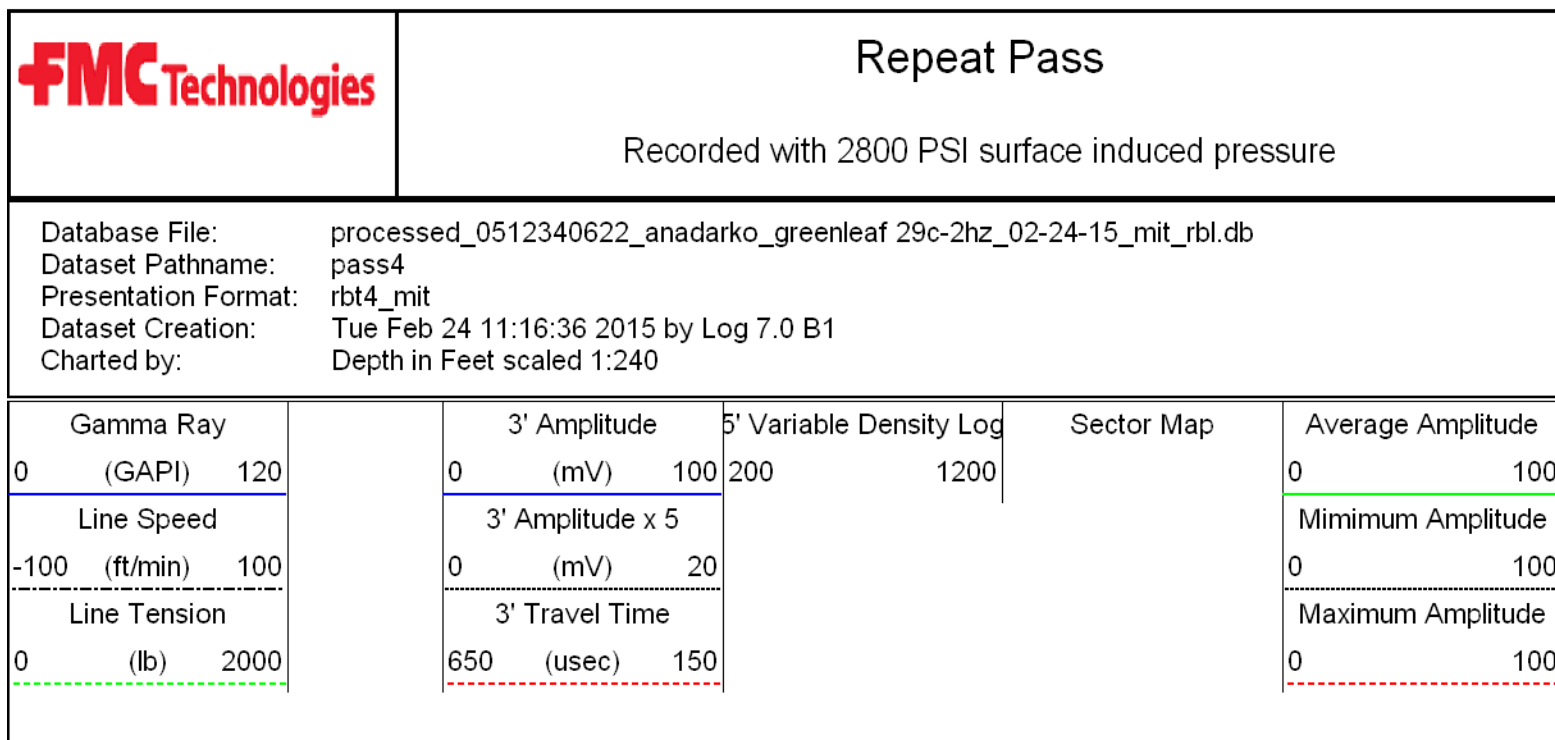 FMC Technologies
Repeat Pass
Recorded with 2800 PSI surface induced pressure
Database File: processed_0512340622_anadarko_greenleaf 29c-2hz_02-24-15_mit_rbl.db
Dataset Pathname: pass4
Presentation Format: rbt4_mit
Dataset Creation: Tue Feb 24 11:16:36 2015 by Log 7.0 B1
Charted by: Depth in Feet scaled 1:240
Gamma Ray 3' Amplitude 5' Variable Density Log Sector Map Average Amplitude
0 (GAPI) 120 0 (mV) 100 200 1200 0 100
Line Speed 3' Amplitude x 5 Mimimum Amplitude
-100 (ft/min) 100 0 (mV) 20 0 100
Line Tension 3' Travel Time Maximum Amplitude
0 (lb) 2000 650 (usec) 150 0 100